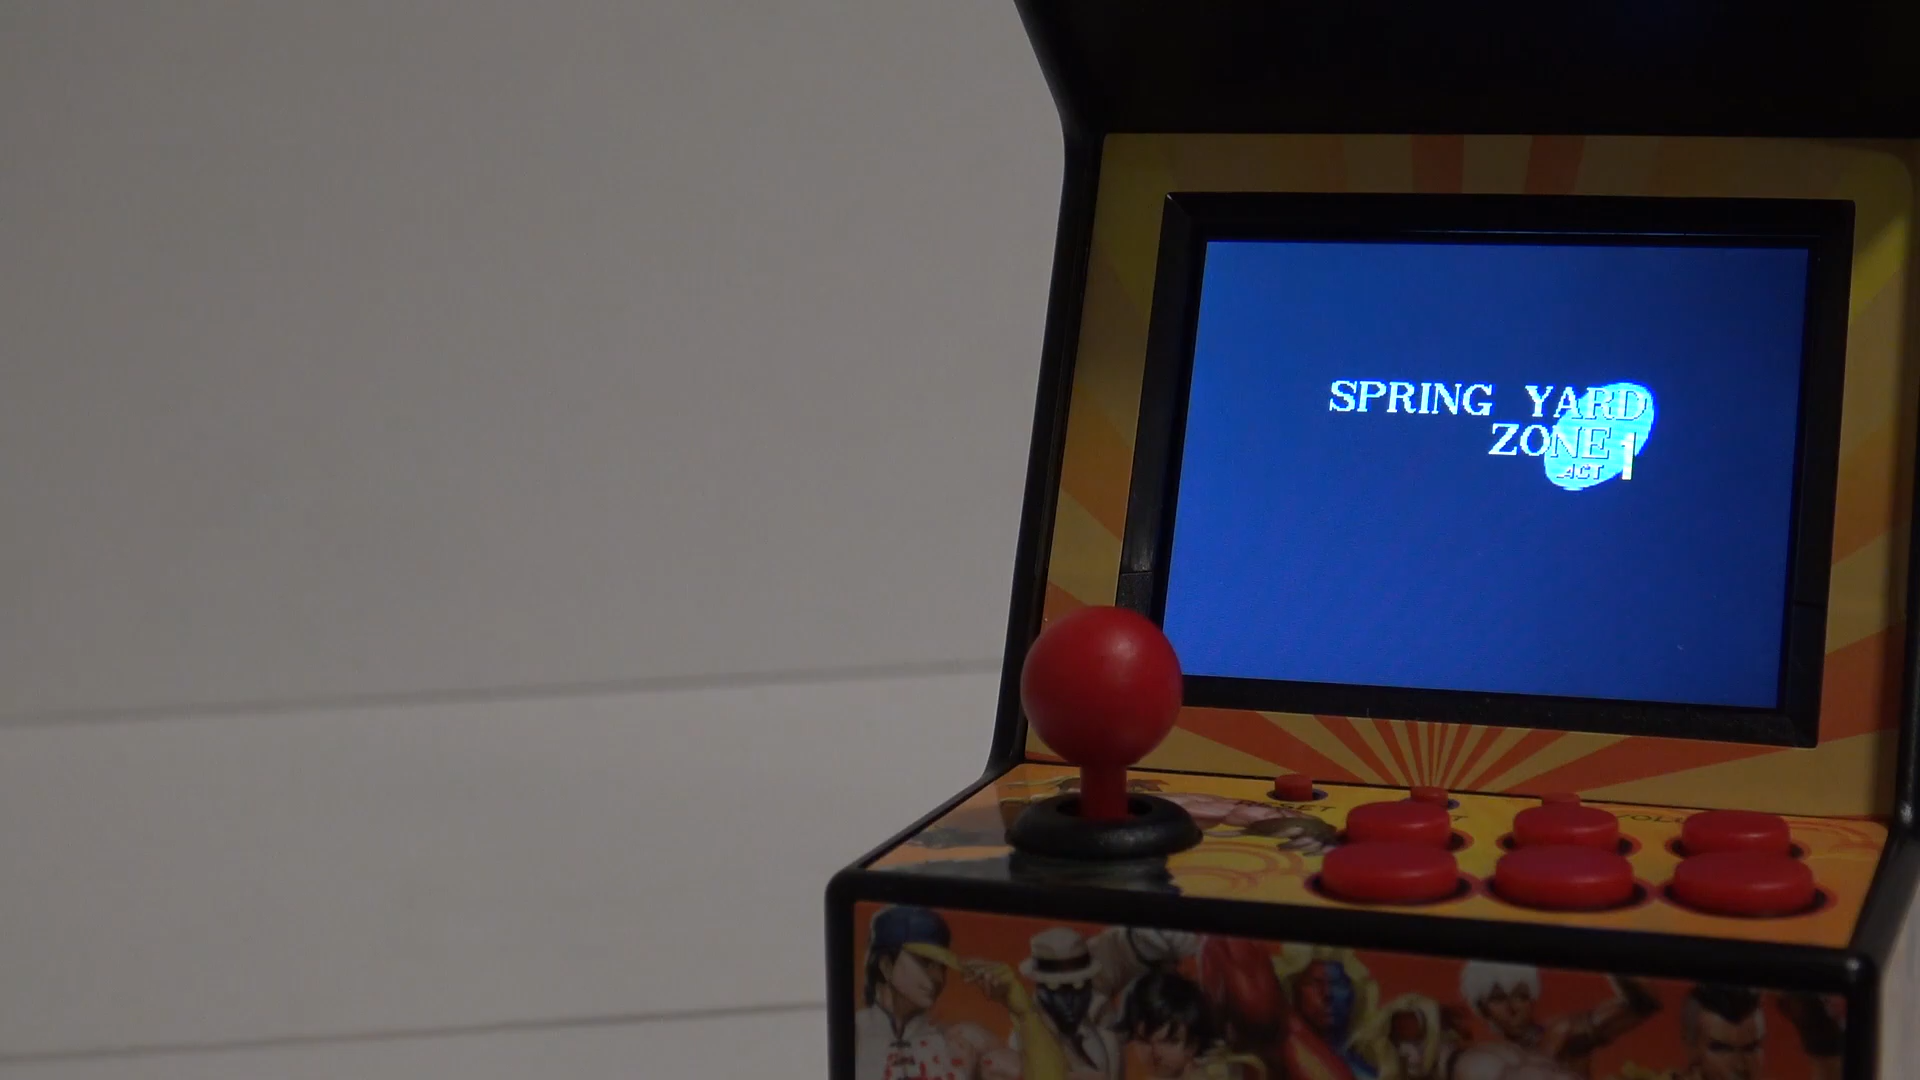 SPRING YARD
ZONE 1
ACT
RESET